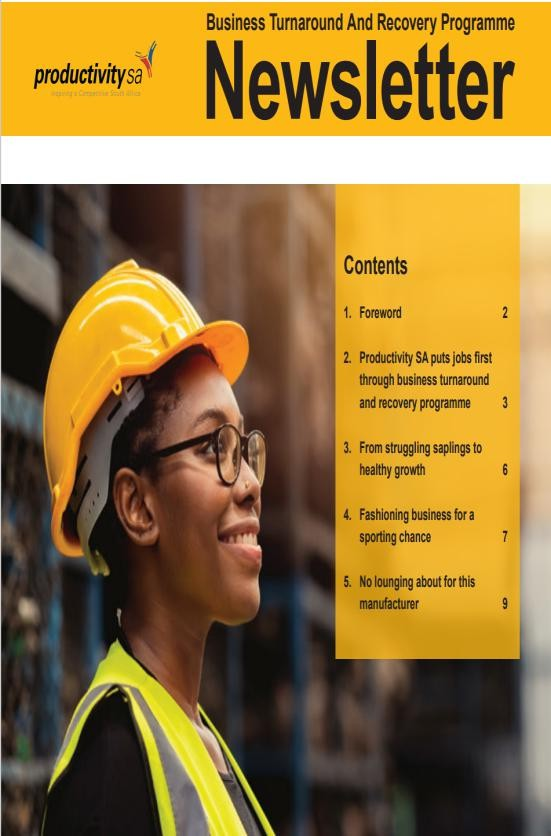 Business Turnaround And Recovery Programme
productivitysa
Inspiring a Competitive South Africa
Newsletter
Contents
1. Foreword 2
2. Productivity SA puts jobs first
through business turnaround
and recovery programme 3
3. From struggling saplings to
healthy growth 6
4. Fashioning business for a
sporting chance 7
5. No lounging about for this
manufacturer 9